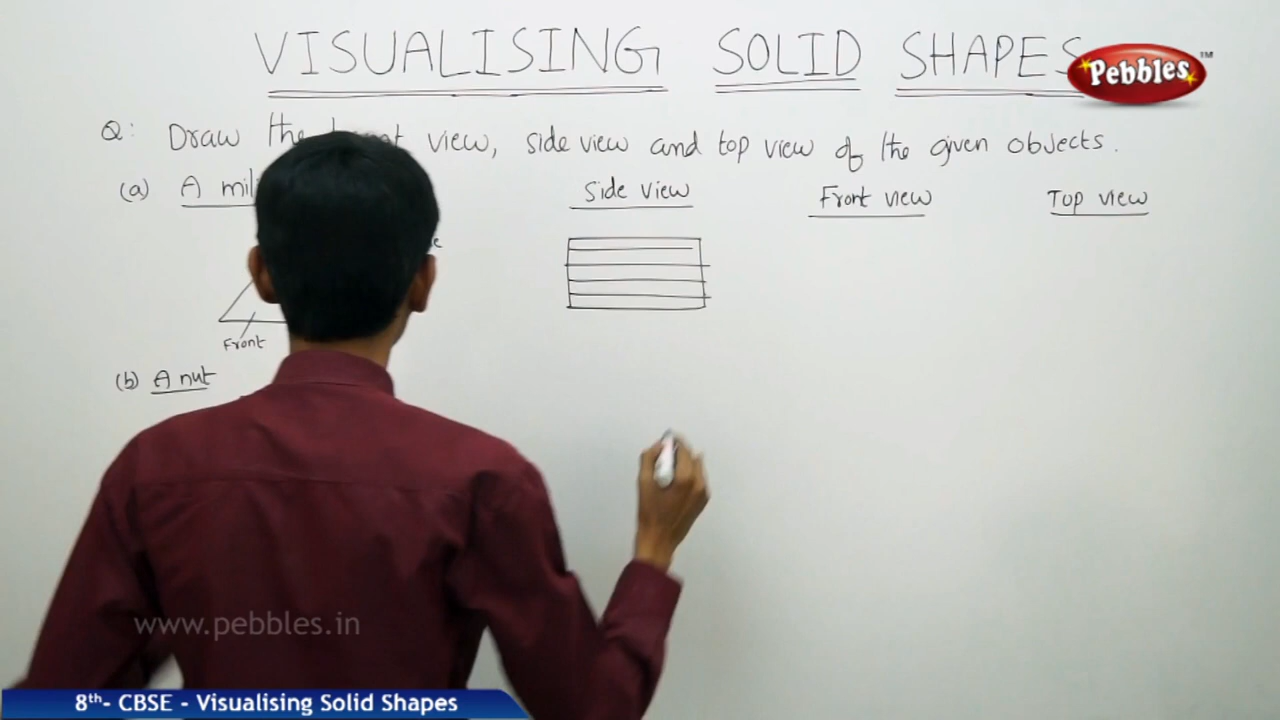 VISUALISING SOLID SHAPES
Pebbles™
Q: Draw the view, side view and top view of the given objects.
(a) A Side View Front view Top view
Front
(b) A nut
www.pebbles.in
8th- CBSE - Visualising Solid Shapes